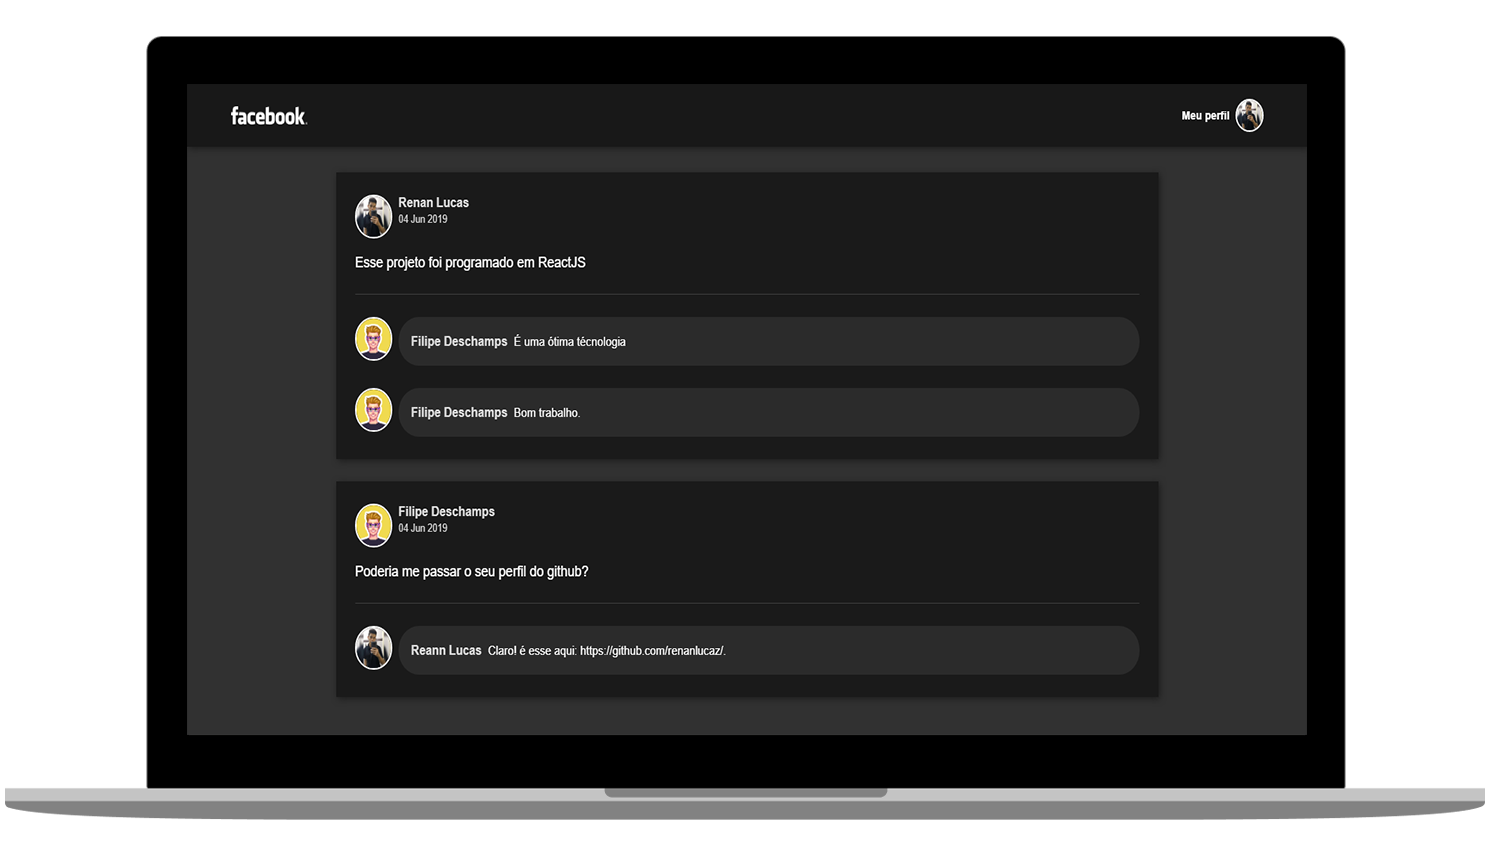 facebook.
Meu perfil
Renan Lucas
04 Jun 2019
Esse projeto foi programado em ReactJS
Filipe Deschamps É uma ótima técnologia
Filipe Deschamps Bom trabalho.
Filipe Deschamps
04 Jun 2019
Poderia me passar o seu perfil do github?
Reann Lucas Claro! é esse aqui: https://github.com/renanlucaz/.